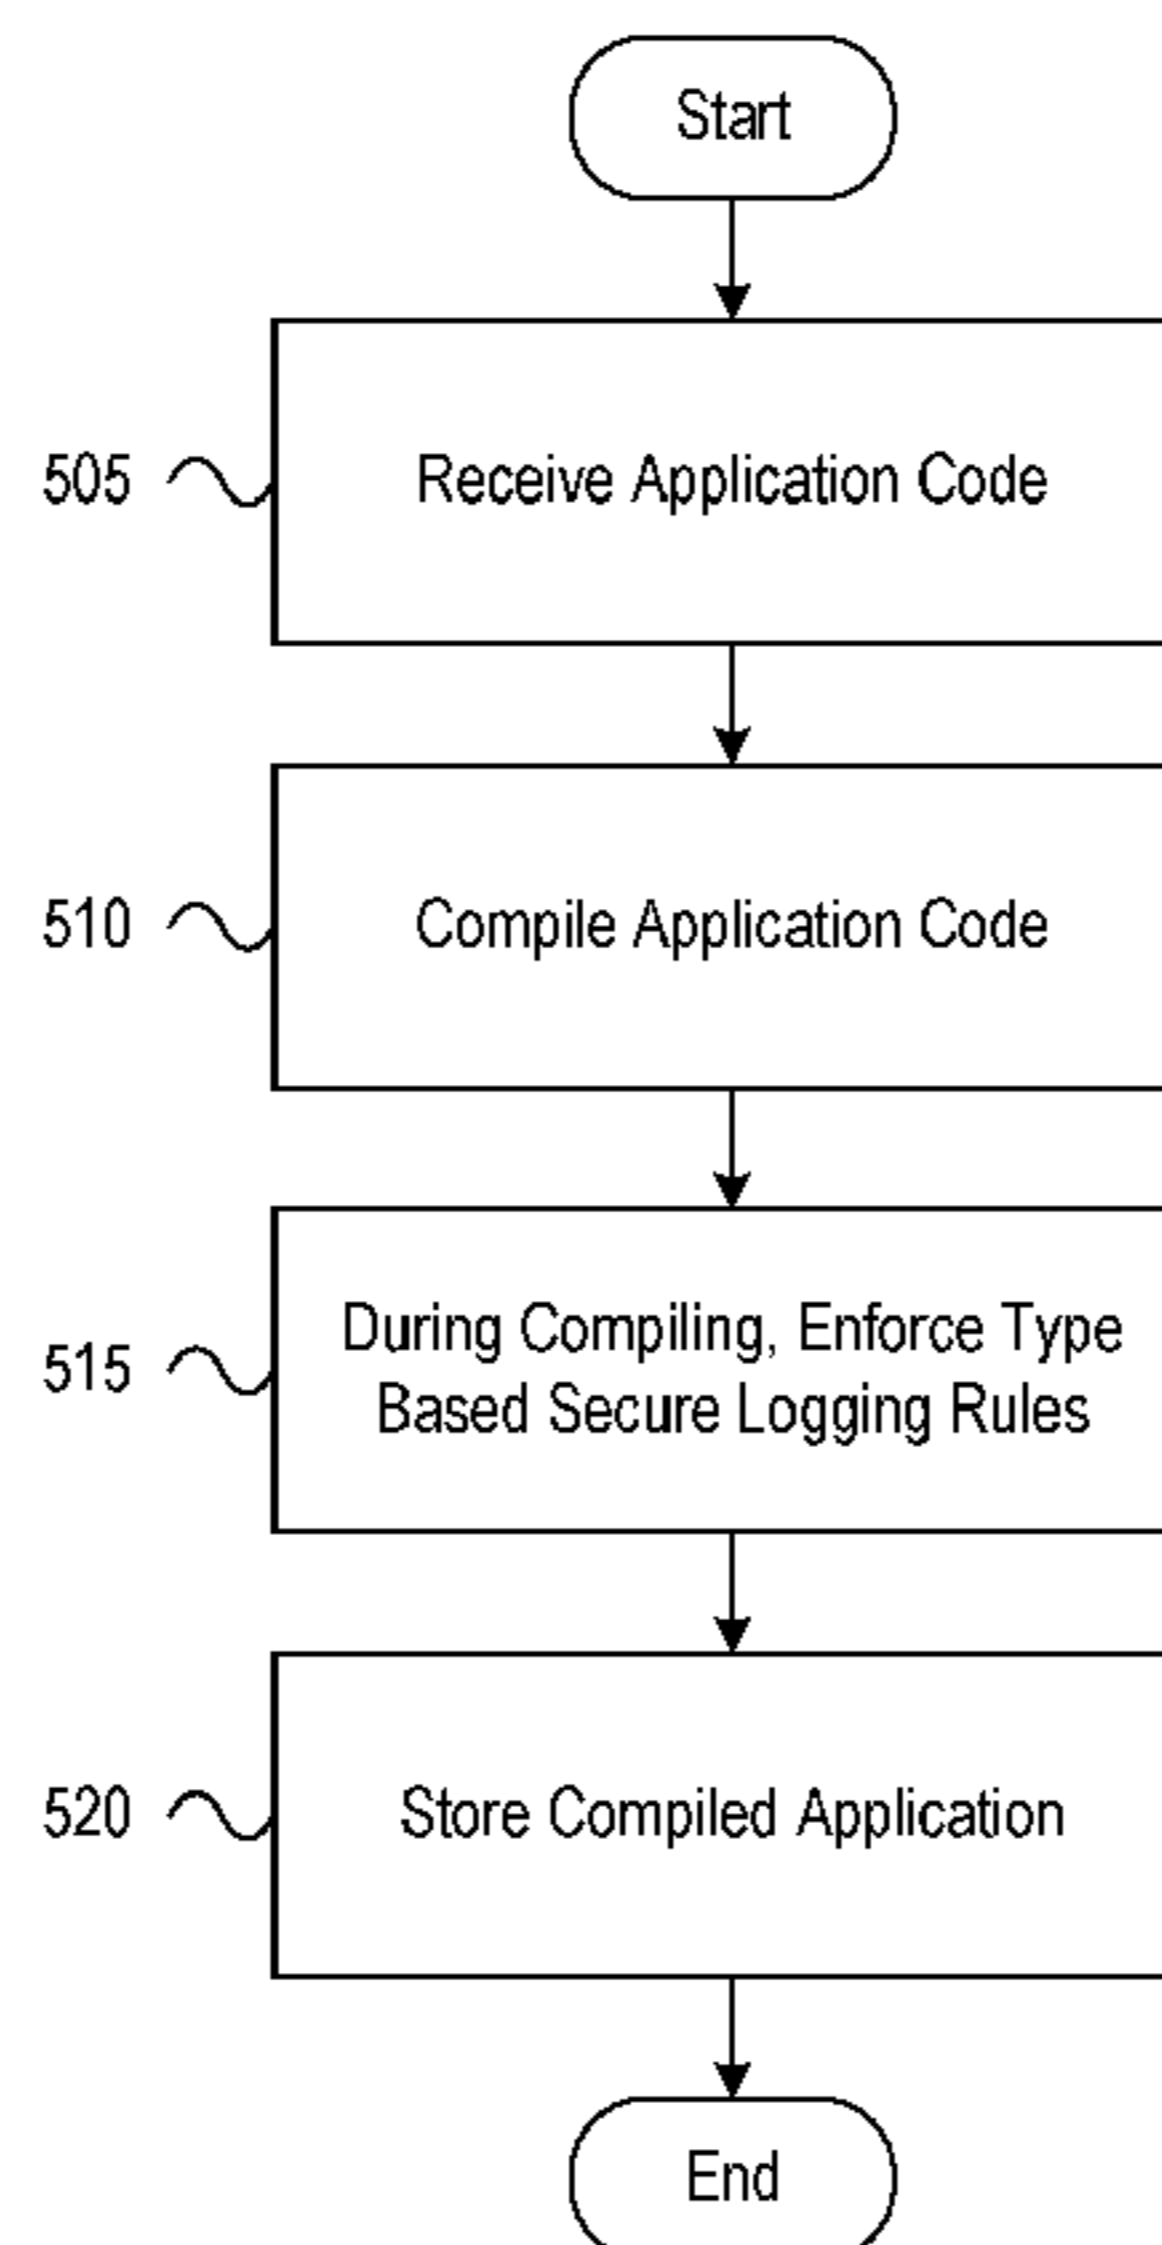 Start
505
Receive Application Code
510
Compile Application Code
515
During Compiling, Enforce Type
Based Secure Logging Rules
520
Store Compiled Application
End